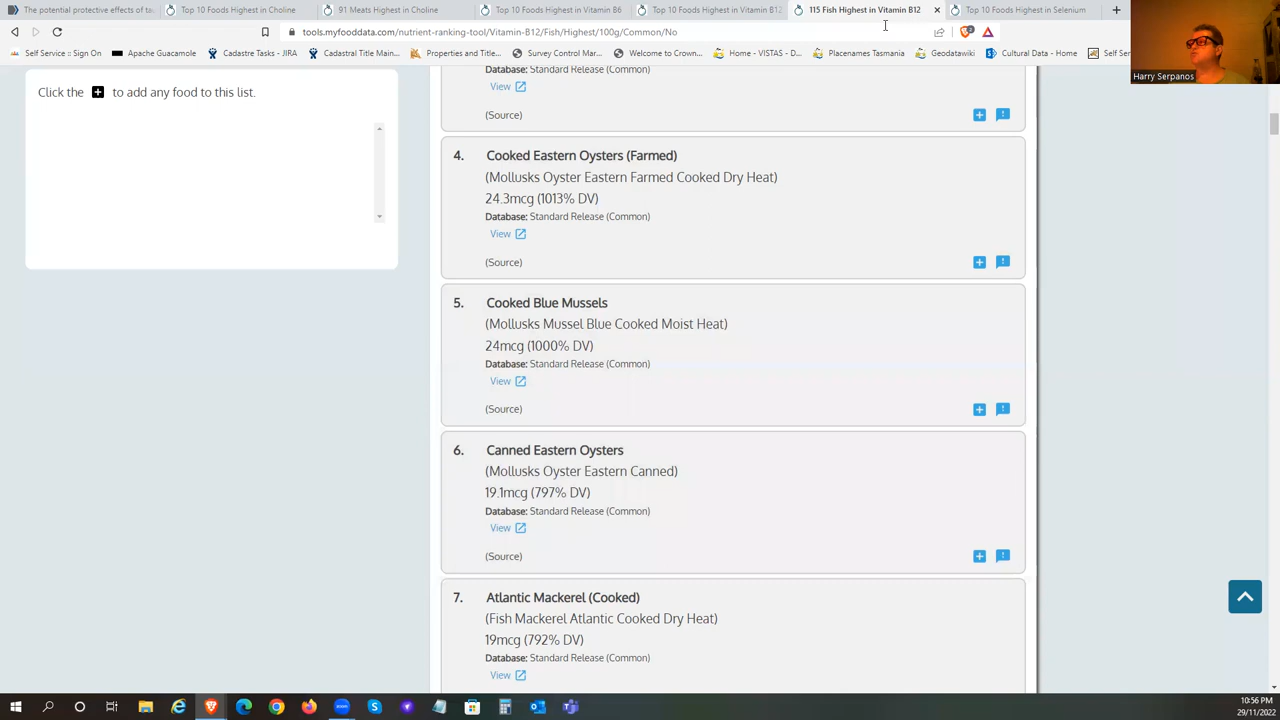 The potential protective effects of ta
Top 10 Foods Highest in Choline
91 Meats Highest in Choline
Top 10 Foods Highest in Vitamin B6
Top 10 Foods Highest in Vitamin B12
115 Fish Highest in Vitamin B12
Top 10 Foods Highest in Selenium
tools.myfooddata.com/nutrient-ranking-tool/Vitamin-B12/Fish/Highest/100g/Common/No
Self Service :: Sign On
Apache Guacamole
Cadastre Tasks - JIRA
Cadastral Title Main...
Properties and Title...
Survey Control Mar...
Welcome to Crown...
Home - VISTAS - D...
Placenames Tasmania
Geodatawiki
Cultural Data - Home
Harry Serpanos
Click the + to add any food to this list.
Database: Standard Release (Common)
View
(Source)
4. Cooked Eastern Oysters (Farmed)
(Mollusks Oyster Eastern Farmed Cooked Dry Heat)
24.3mcg (1013% DV)
Database: Standard Release (Common)
View
(Source)
5. Cooked Blue Mussels
(Mollusks Mussel Blue Cooked Moist Heat)
24mcg (1000% DV)
Database: Standard Release (Common)
View
(Source)
6. Canned Eastern Oysters
(Mollusks Oyster Eastern Canned)
19.1mcg (797% DV)
Database: Standard Release (Common)
View
(Source)
7. Atlantic Mackerel (Cooked)
(Fish Mackerel Atlantic Cooked Dry Heat)
19mcg (792% DV)
Database: Standard Release (Common)
View
10:56 PM
29/11/2022